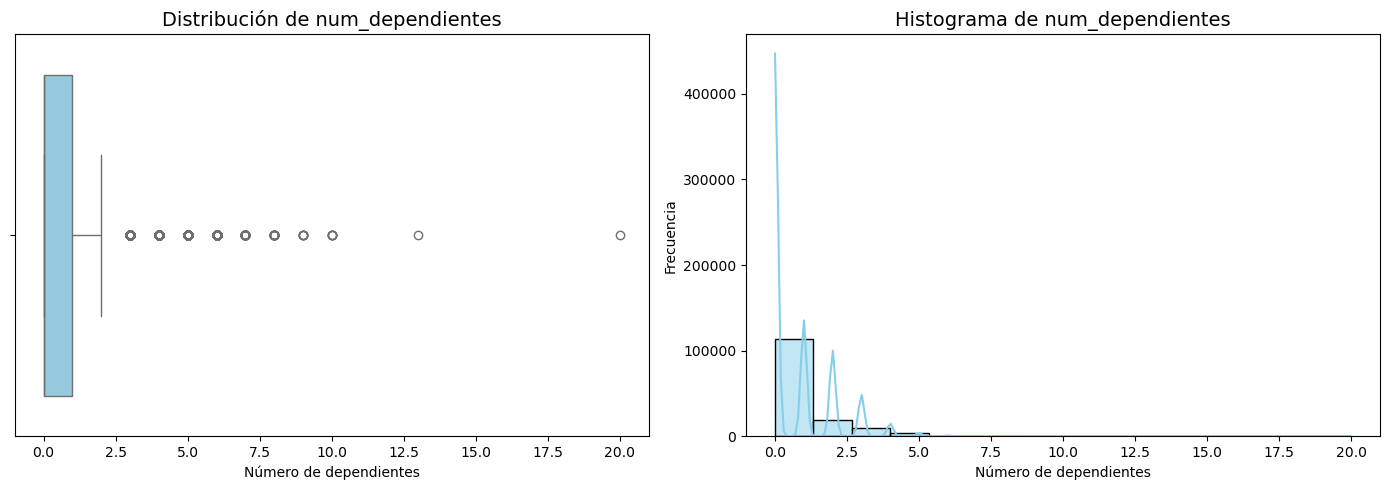 Distribución de num_dependientes
0.0 2.5 5.0 7.5 10.0 12.5 15.0 17.5 20.0
Número de dependientes
Histograma de num_dependientes
Frecuencia
400000
300000
200000
100000
0
0.0 2.5 5.0 7.5 10.0 12.5 15.0 17.5 20.0
Número de dependientes